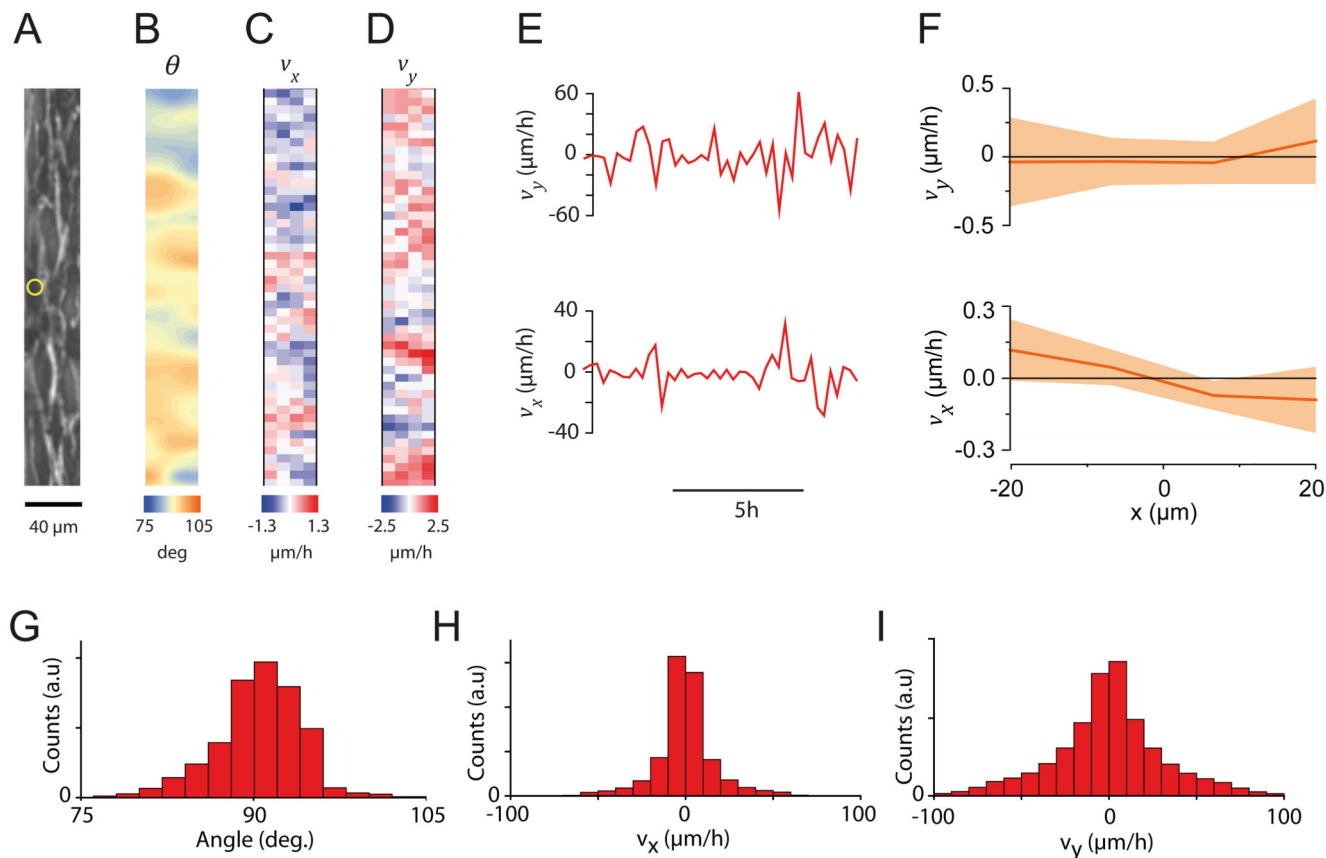 A
B
C
D
E
F
θ
v_x
v_y
40 µm
75 105
deg
-1.3 1.3
µm/h
-2.5 2.5
µm/h
60
0
-60
v_y (µm/h)
40
0
-40
v_x (µm/h)
5h
0.5
0
0.5
v_y (µm/h)
0.3
0.0
-0.3
v_x (µm/h)
-20 0 20
x (µm)
G
H
I
Counts (a.u)
0
75 90 105
Angle (deg.)
Counts (a.u)
0
-100 0 100
v_x (µm/h)
Counts (a.u)
0
-100 0 100
v_y (µm/h)